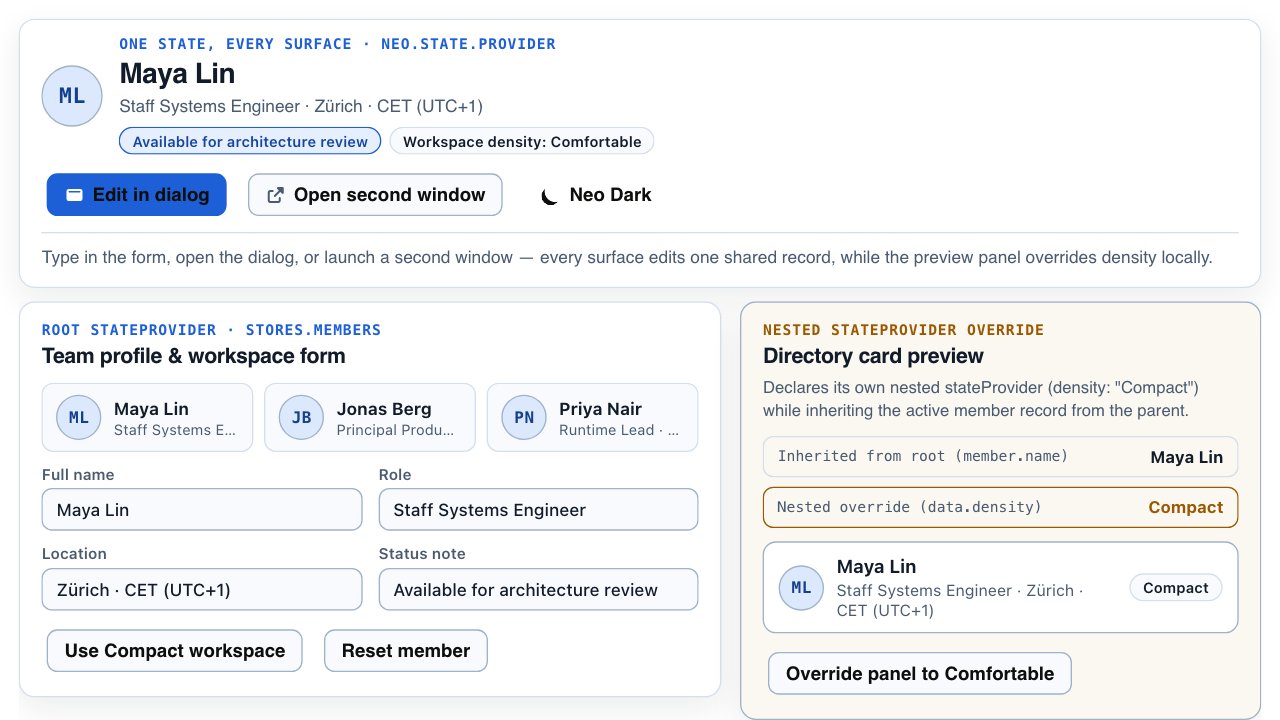 ONE STATE, EVERY SURFACE · NEO.STATE.PROVIDER
ML
Maya Lin
Staff Systems Engineer · Zürich · CET (UTC+1)
Available for architecture review
Workspace density: Comfortable
Edit in dialog
Open second window
Neo Dark
Type in the form, open the dialog, or launch a second window — every surface edits one shared record, while the preview panel overrides density locally.
ROOT STATEPROVIDER · STORES.MEMBERS
Team profile & workspace form
ML
Maya Lin
Staff Systems E...
JB
Jonas Berg
Principal Produ...
PN
Priya Nair
Runtime Lead · ...
Full name
Role
Maya Lin
Staff Systems Engineer
Location
Status note
Zürich · CET (UTC+1)
Available for architecture review
Use Compact workspace
Reset member
NESTED STATEPROVIDER OVERRIDE
Directory card preview
Declares its own nested stateProvider (density: "Compact")
while inheriting the active member record from the parent.
Inherited from root (member.name)
Maya Lin
Nested override (data.density)
Compact
ML
Maya Lin
Staff Systems Engineer · Zürich ·
CET (UTC+1)
Compact
Override panel to Comfortable